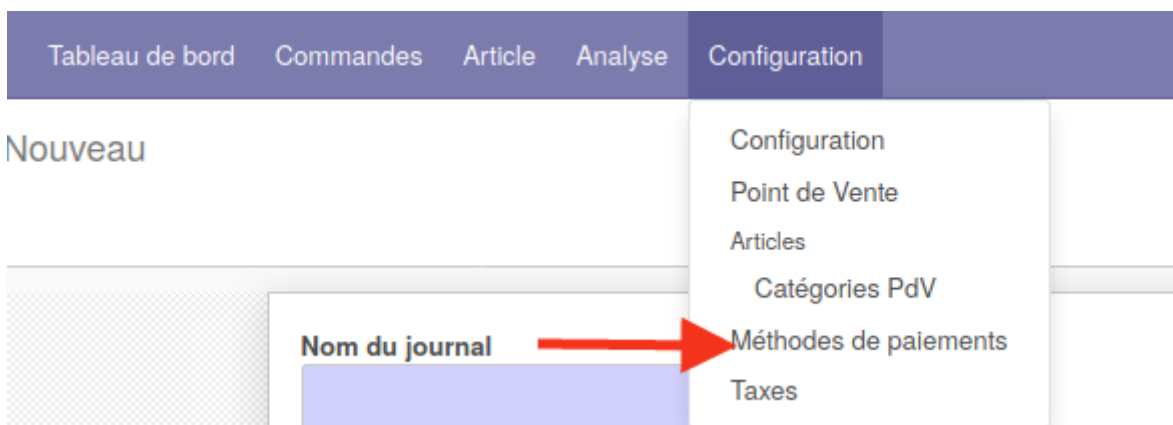 Tableau de bord Commandes Article Analyse Configuration
Nouveau
Configuration
Point de Vente
Articles
Catégories PdV
Nom du journal
Méthodes de paiements
Taxes